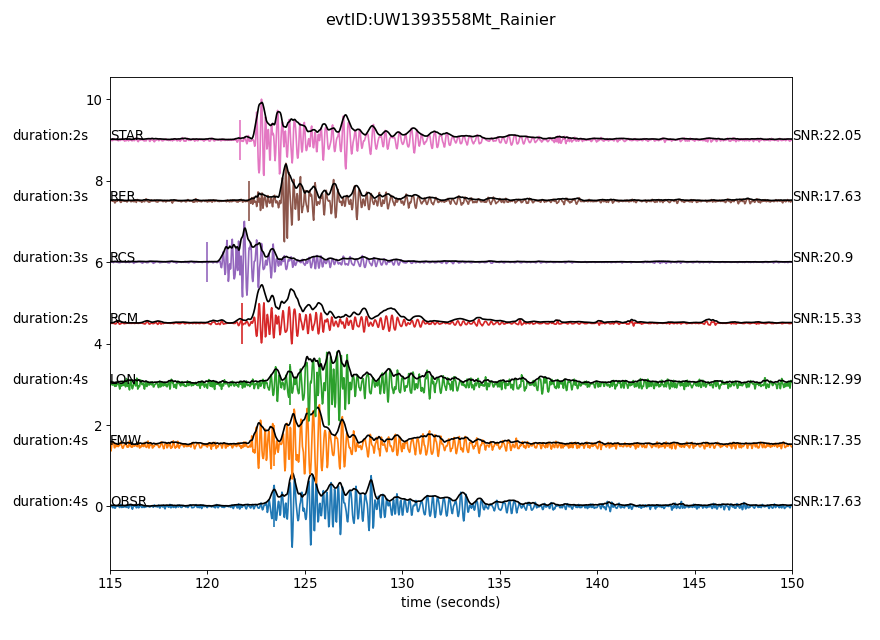 evtID:UW1393558Mt_Rainier
10
duration:2s STAR SNR:22.05
8
duration:3s RER SNR:17.63
duration:3s RCS SNR:20.9
6
duration:2s RCM SNR:15.33
4
duration:4s LON SNR:12.99
2
duration:4s FMW SNR:17.35
duration:4s OBSR SNR:17.63
0
115 120 125 130 135 140 145 150
time (seconds)